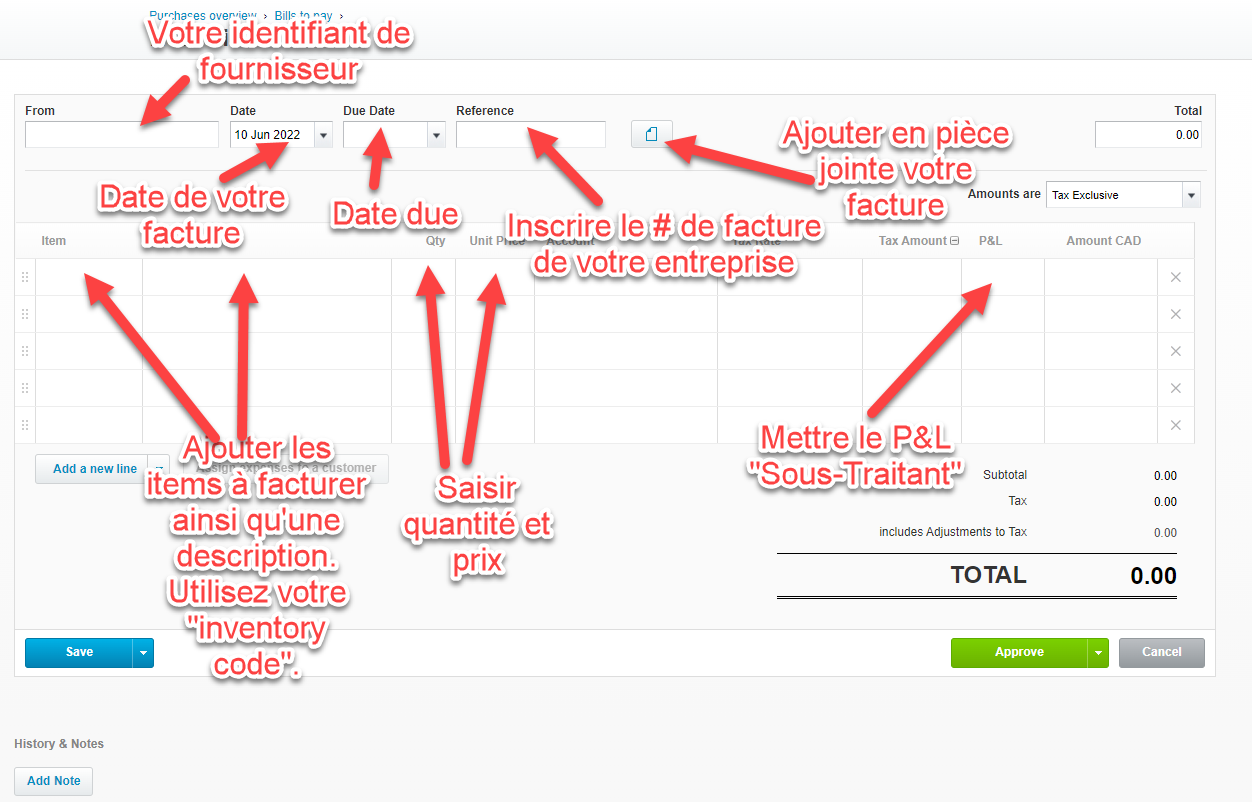 Purchases overview › Bills to pay ›
Votre identifiant de
fournisseur
From
Date
Due Date
Reference
Total
10 Jun 2022
0.00
Ajouter en pièce
jointe votre
facture
Date de votre
facture
Date due
Inscrire le # de facture
de votre entreprise
Amounts are
Tax Exclusive
Item
Qty
Unit Price
Account
Tax Rate
Tax Amount
P&L
Amount CAD
Ajouter les
items à facturer
ainsi qu'une
description.
Utilisez votre
"inventory
code".
Saisir
quantité et
prix
Mettre le P&L
"Sous-Traitant"
Add a new line
Assign expenses to a customer
Subtotal
0.00
Tax
0.00
includes Adjustments to Tax
0.00
TOTAL
0.00
Save
Approve
Cancel
History & Notes
Add Note